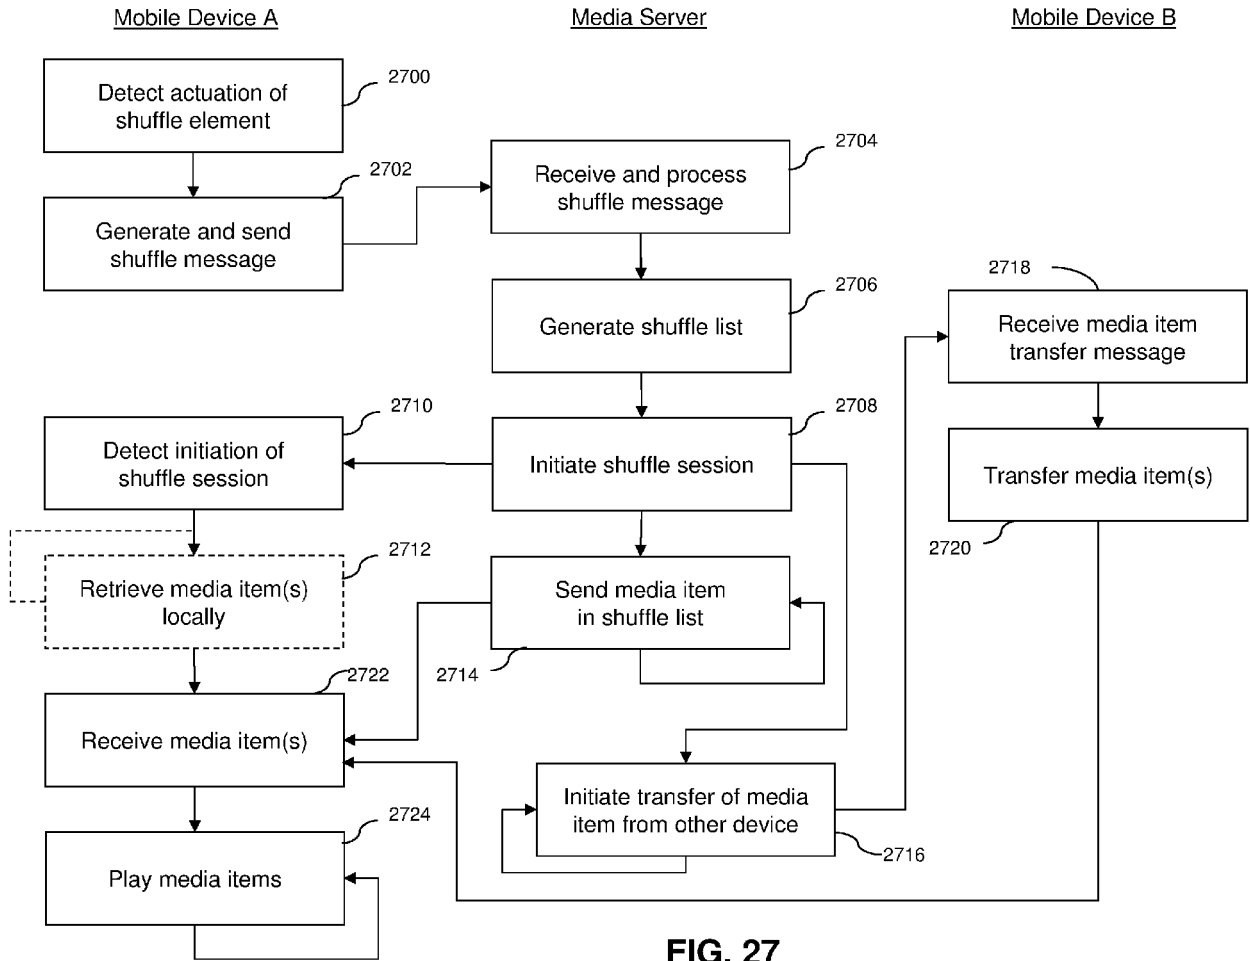 Mobile Device A
Media Server
Mobile Device B
2700
Detect actuation of
shuffle element
2702
Generate and send
shuffle message
2704
Receive and process
shuffle message
2706
Generate shuffle list
2718
Receive media item
transfer message
2710
Detect initiation of
shuffle session
2708
Initiate shuffle session
Transfer media item(s)
2720
2712
Retrieve media item(s)
locally
Send media item
in shuffle list
2714
2722
Receive media item(s)
Initiate transfer of media
item from other device
2716
2724
Play media items
FIG. 27